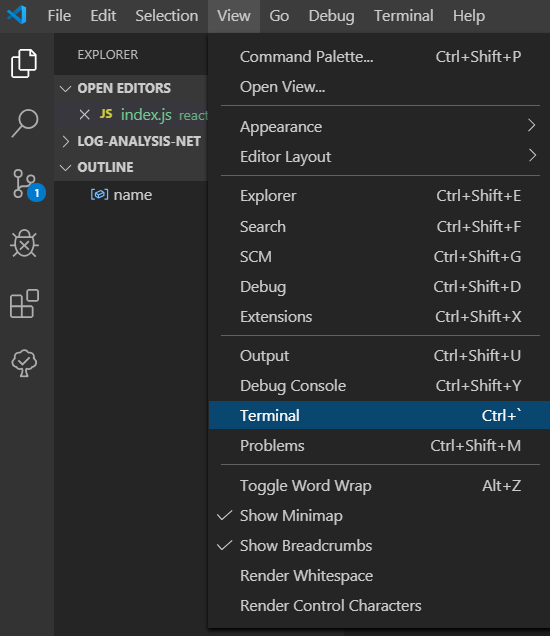 File Edit Selection View Go Debug Terminal Help
EXPLORER
OPEN EDITORS
JS index.js react
LOG-ANALYSIS-NET
OUTLINE
name
1
Command Palette... Ctrl+Shift+P
Open View...
Appearance
Editor Layout
Explorer Ctrl+Shift+E
Search Ctrl+Shift+F
SCM Ctrl+Shift+G
Debug Ctrl+Shift+D
Extensions Ctrl+Shift+X
Output Ctrl+Shift+U
Debug Console Ctrl+Shift+Y
Terminal Ctrl+`
Problems Ctrl+Shift+M
Toggle Word Wrap Alt+Z
Show Minimap
Show Breadcrumbs
Render Whitespace
Render Control Characters